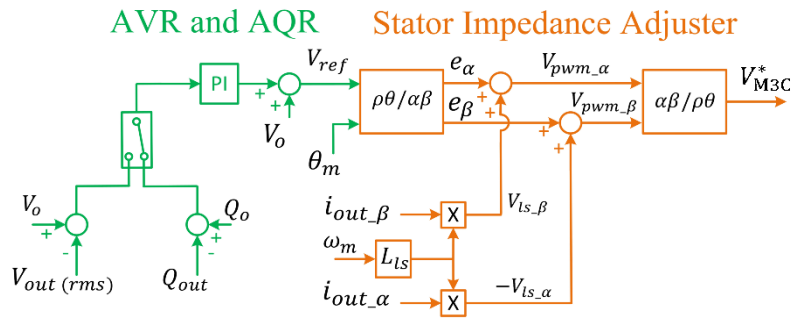 AVR and AQR
Stator Impedance Adjuster
PI
+
+
V_ref
V_o
θ_m
ρθ/αβ
e_α
e_β
+
+
V_pwm_α
V_pwm_β
+
+
αβ/ρθ
V*_M3C
V_o
+
-
V_out (rms)
Q_o
+
-
Q_out
i_out_β
X
V_ls_β
ω_m
L_ls
i_out_α
X
−V_ls_α